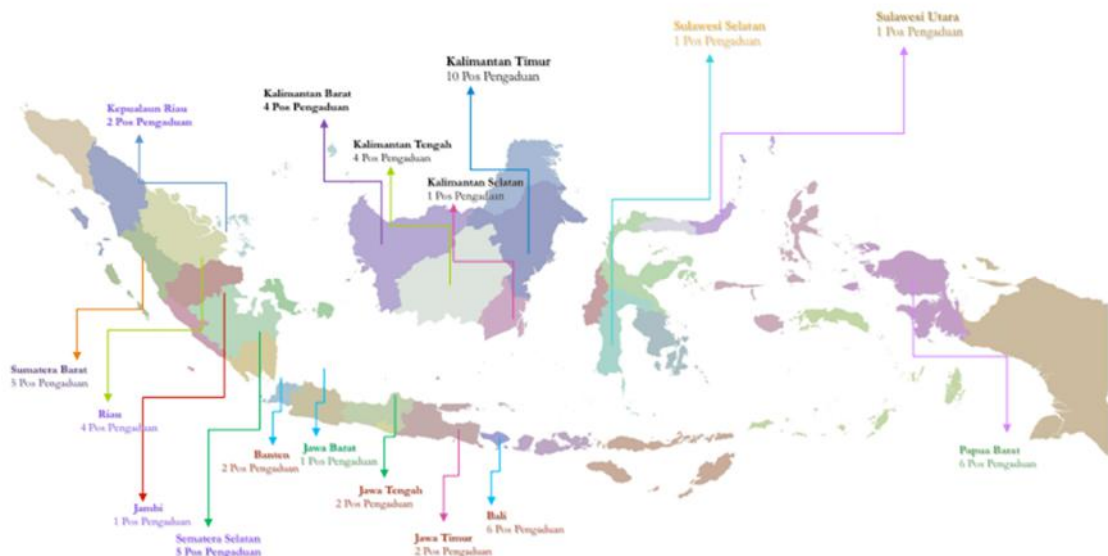 Sulawesi Utara
1 Pos Pengaduan
Sulawesi Selatan
1 Pos Pengaduan
Kalimantan Timur
10 Pos Pengaduan
Kalimantan Barat
4 Pos Pengaduan
Kepualaun Riau
2 Pos Pengaduan
Kalimantan Tengah
4 Pos Pengaduan
Kalimantan Selatan
1 Pos Pengaduan
Sumatera Barat
5 Pos Pengaduan
Riau
4 Pos Pengaduan
Banten
2 Pos Pengaduan
Jawa Barat
1 Pos Pengaduan
Jawa Tengah
2 Pos Pengaduan
Papua Barat
6 Pos Pengaduan
Jambi
1 Pos Pengaduan
Sematera Selatan
5 Pos Pengaduan
Jawa Timur
2 Pos Pengaduan
Bali
6 Pos Pengaduan